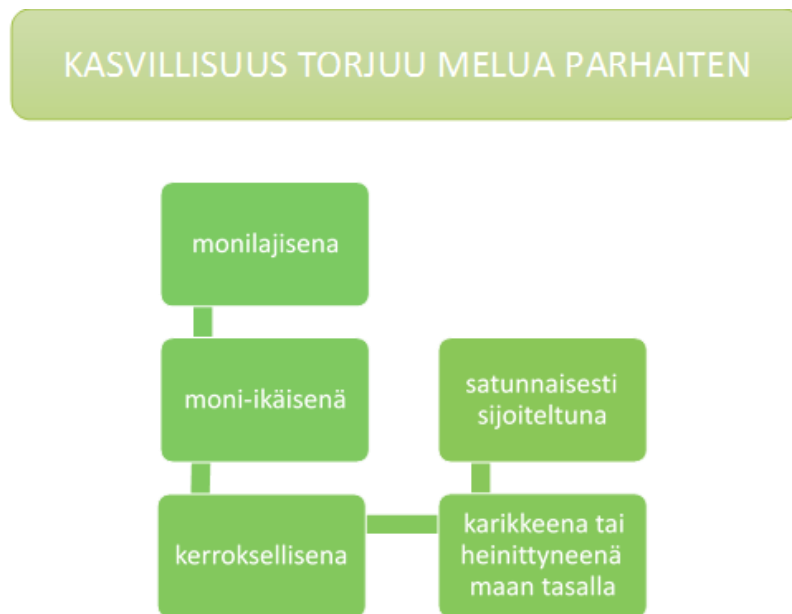 KASVILLISUUS TORJUU MELUA PARHAITEN
monilajisena
moni-ikäisenä
kerroksellisena
karikkeena tai
heinittyneenä
maan tasalla
satunnaisesti
sijoiteltuna